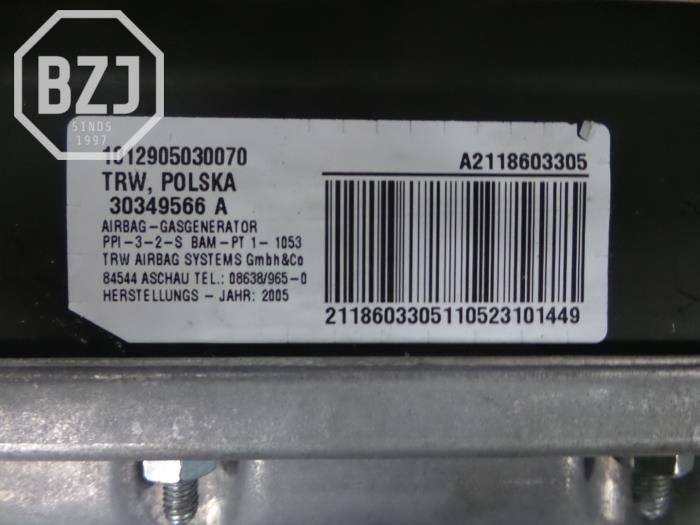 BZJ
SINDS
1997
1012905030070
A2118603305
TRW, POLSKA
30349566 A
AIRBAG-GASGENERATOR
PPI-3-2-S BAM-PT 1- 1053
TRW AIRBAG SYSTEMS Gmbh&Co
84544 ASCHAU TEL.: 08638/965-0
HERSTELLUNGS - JAHR: 2005
2118603305110523101449